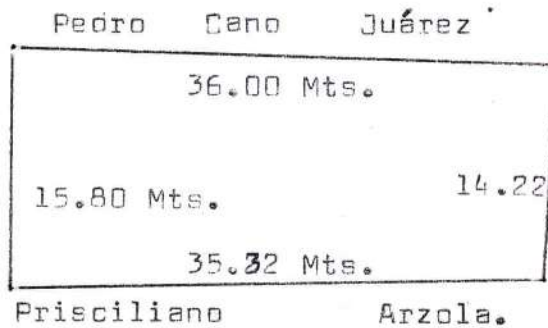 Pedro Cano Juárez
36.00 Mts.
15.80 Mts.
14.22
35.32 Mts.
Prisciliano Arzola.